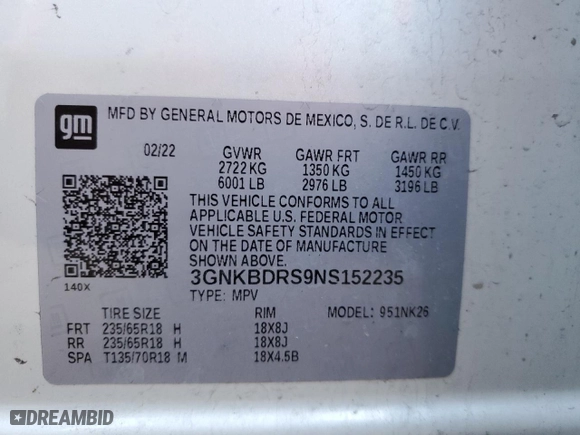 gm
MFD BY GENERAL MOTORS DE MEXICO, S. DE R.L. DE C.V.
02/22 GVWR GAWR FRT GAWR RR
2722 KG 1350 KG 1450 KG
6001 LB 2976 LB 3196 LB
THIS VEHICLE CONFORMS TO ALL
APPLICABLE U.S. FEDERAL MOTOR
VEHICLE SAFETY STANDARDS IN EFFECT
ON THE DATE OF MANUFACTURE
SHOWN ABOVE.
3GNKBDRS9NS152235
140X
TYPE: MPV MODEL: 951NK26
TIRE SIZE RIM
FRT 235/65R18 H 18X8J
RR 235/65R18 H 18X8J
SPA T135/70R18 M 18X4.5B
DREAMBID